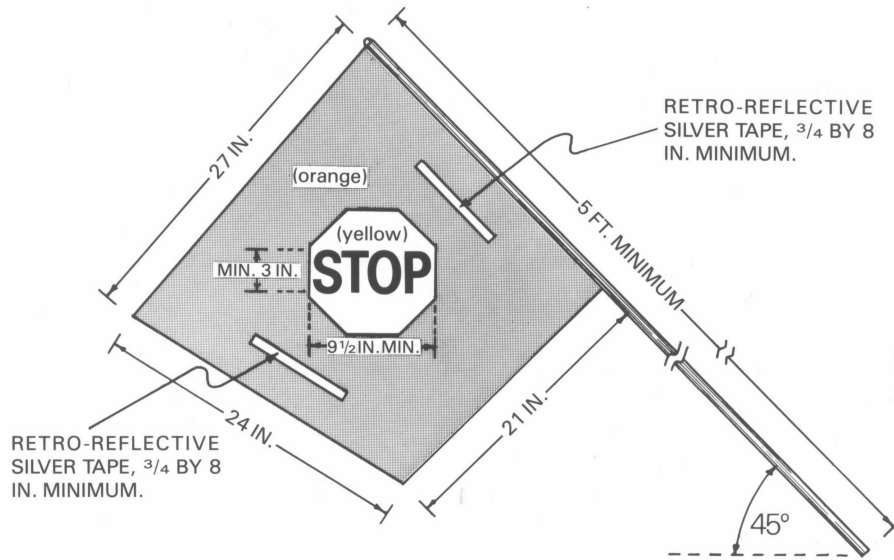 27 IN.
RETRO-REFLECTIVE
SILVER TAPE, 3/4 BY 8
IN. MINIMUM.
(orange)
5 FT. MINIMUM
(yellow)
STOP
MIN. 3 IN.
9 1/2 IN. MIN.
24 IN.
21 IN.
RETRO-REFLECTIVE
SILVER TAPE, 3/4 BY 8
IN. MINIMUM.
45°